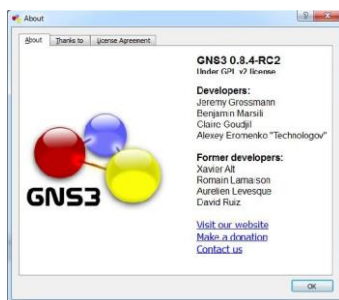 About
About
Thanks to
License Agreement
GNS3 0.8.4-RC2
Under GPL v2 license
Developers:
Jeremy Grossmann
Benjamin Marsili
Claire Goudjil
Alexey Eromenko "Technologov"
Former developers:
Xavier Alt
Romain Lamaison
Aurelien Levesque
David Ruiz
GNS3
Visit our website
Make a donation
Contact us
OK